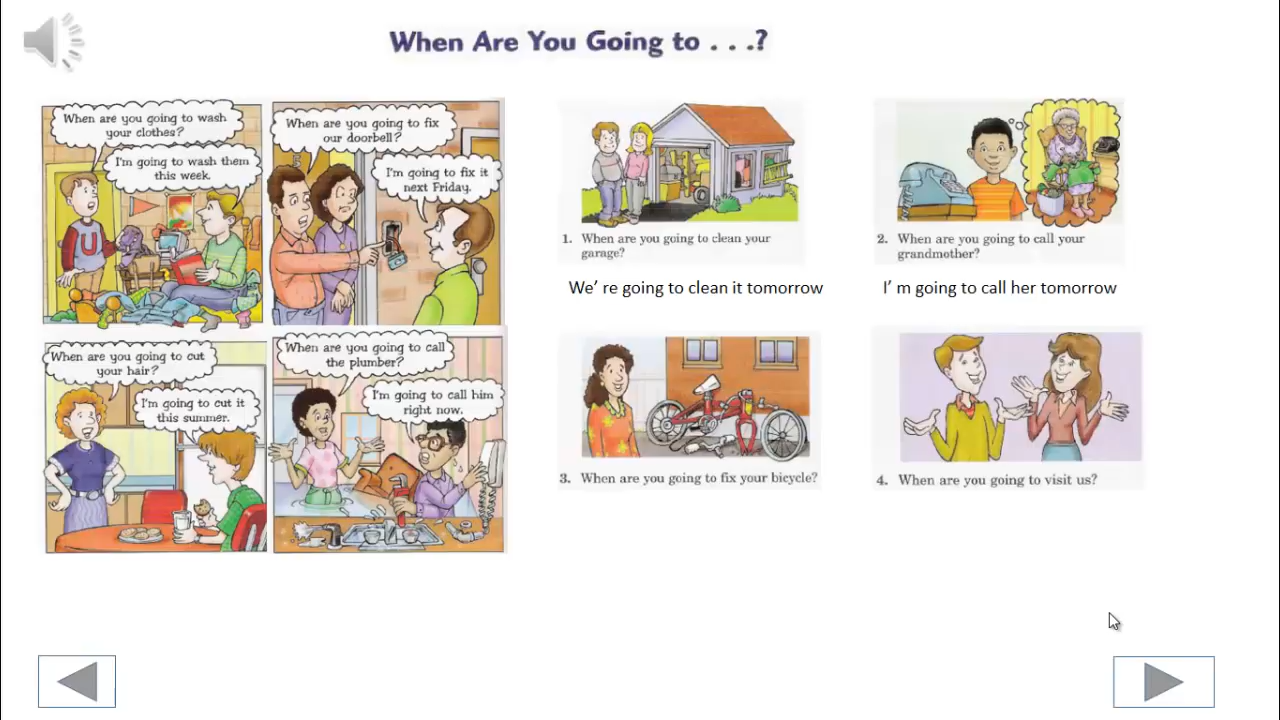 When Are You Going to . . .?
When are you going to wash
your clothes?
I'm going to wash them
this week.
U
When are you going to fix
our doorbell?
I'm going to fix it
next Friday.
When are you going to cut
your hair?
I'm going to cut it
this summer.
When are you going to call
the plumber?
I'm going to call him
right now.
1. When are you going to clean your
garage?
We’ re going to clean it tomorrow
2. When are you going to call your
grandmother?
I’ m going to call her tomorrow
3. When are you going to fix your bicycle?
4. When are you going to visit us?